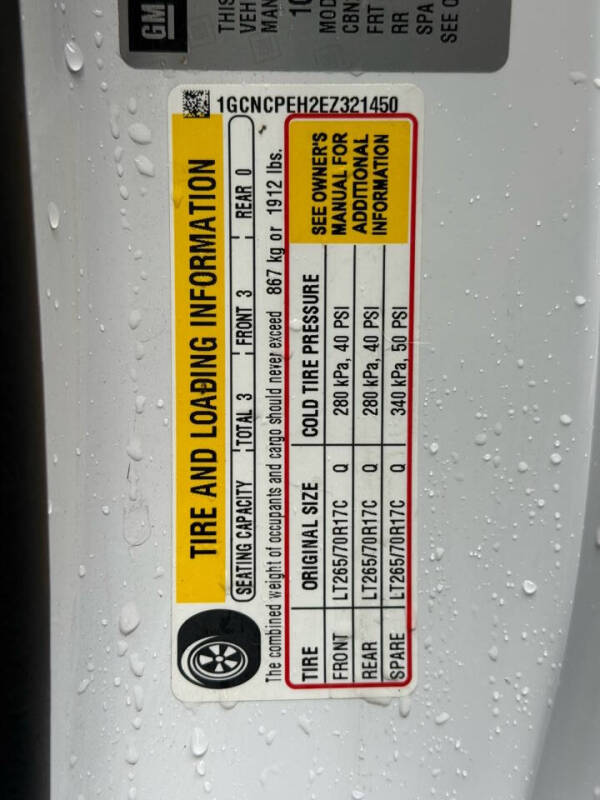 GM
THIS
VEH
MAN
10
MOD
CBN
FRT
RR
SPA
SEE O
1GCNCPEH2EZ321450
TIRE AND LOADING INFORMATION
SEATING CAPACITY TOTAL 3 FRONT 3 REAR 0
The combined weight of occupants and cargo should never exceed 867 kg or 1912 lbs.
TIRE ORIGINAL SIZE COLD TIRE PRESSURE
FRONT LT265/70R17C Q 280 kPa, 40 PSI
REAR LT265/70R17C Q 280 kPa, 40 PSI
SPARE LT265/70R17C Q 340 kPa, 50 PSI
SEE OWNER'S
MANUAL FOR
ADDITIONAL
INFORMATION